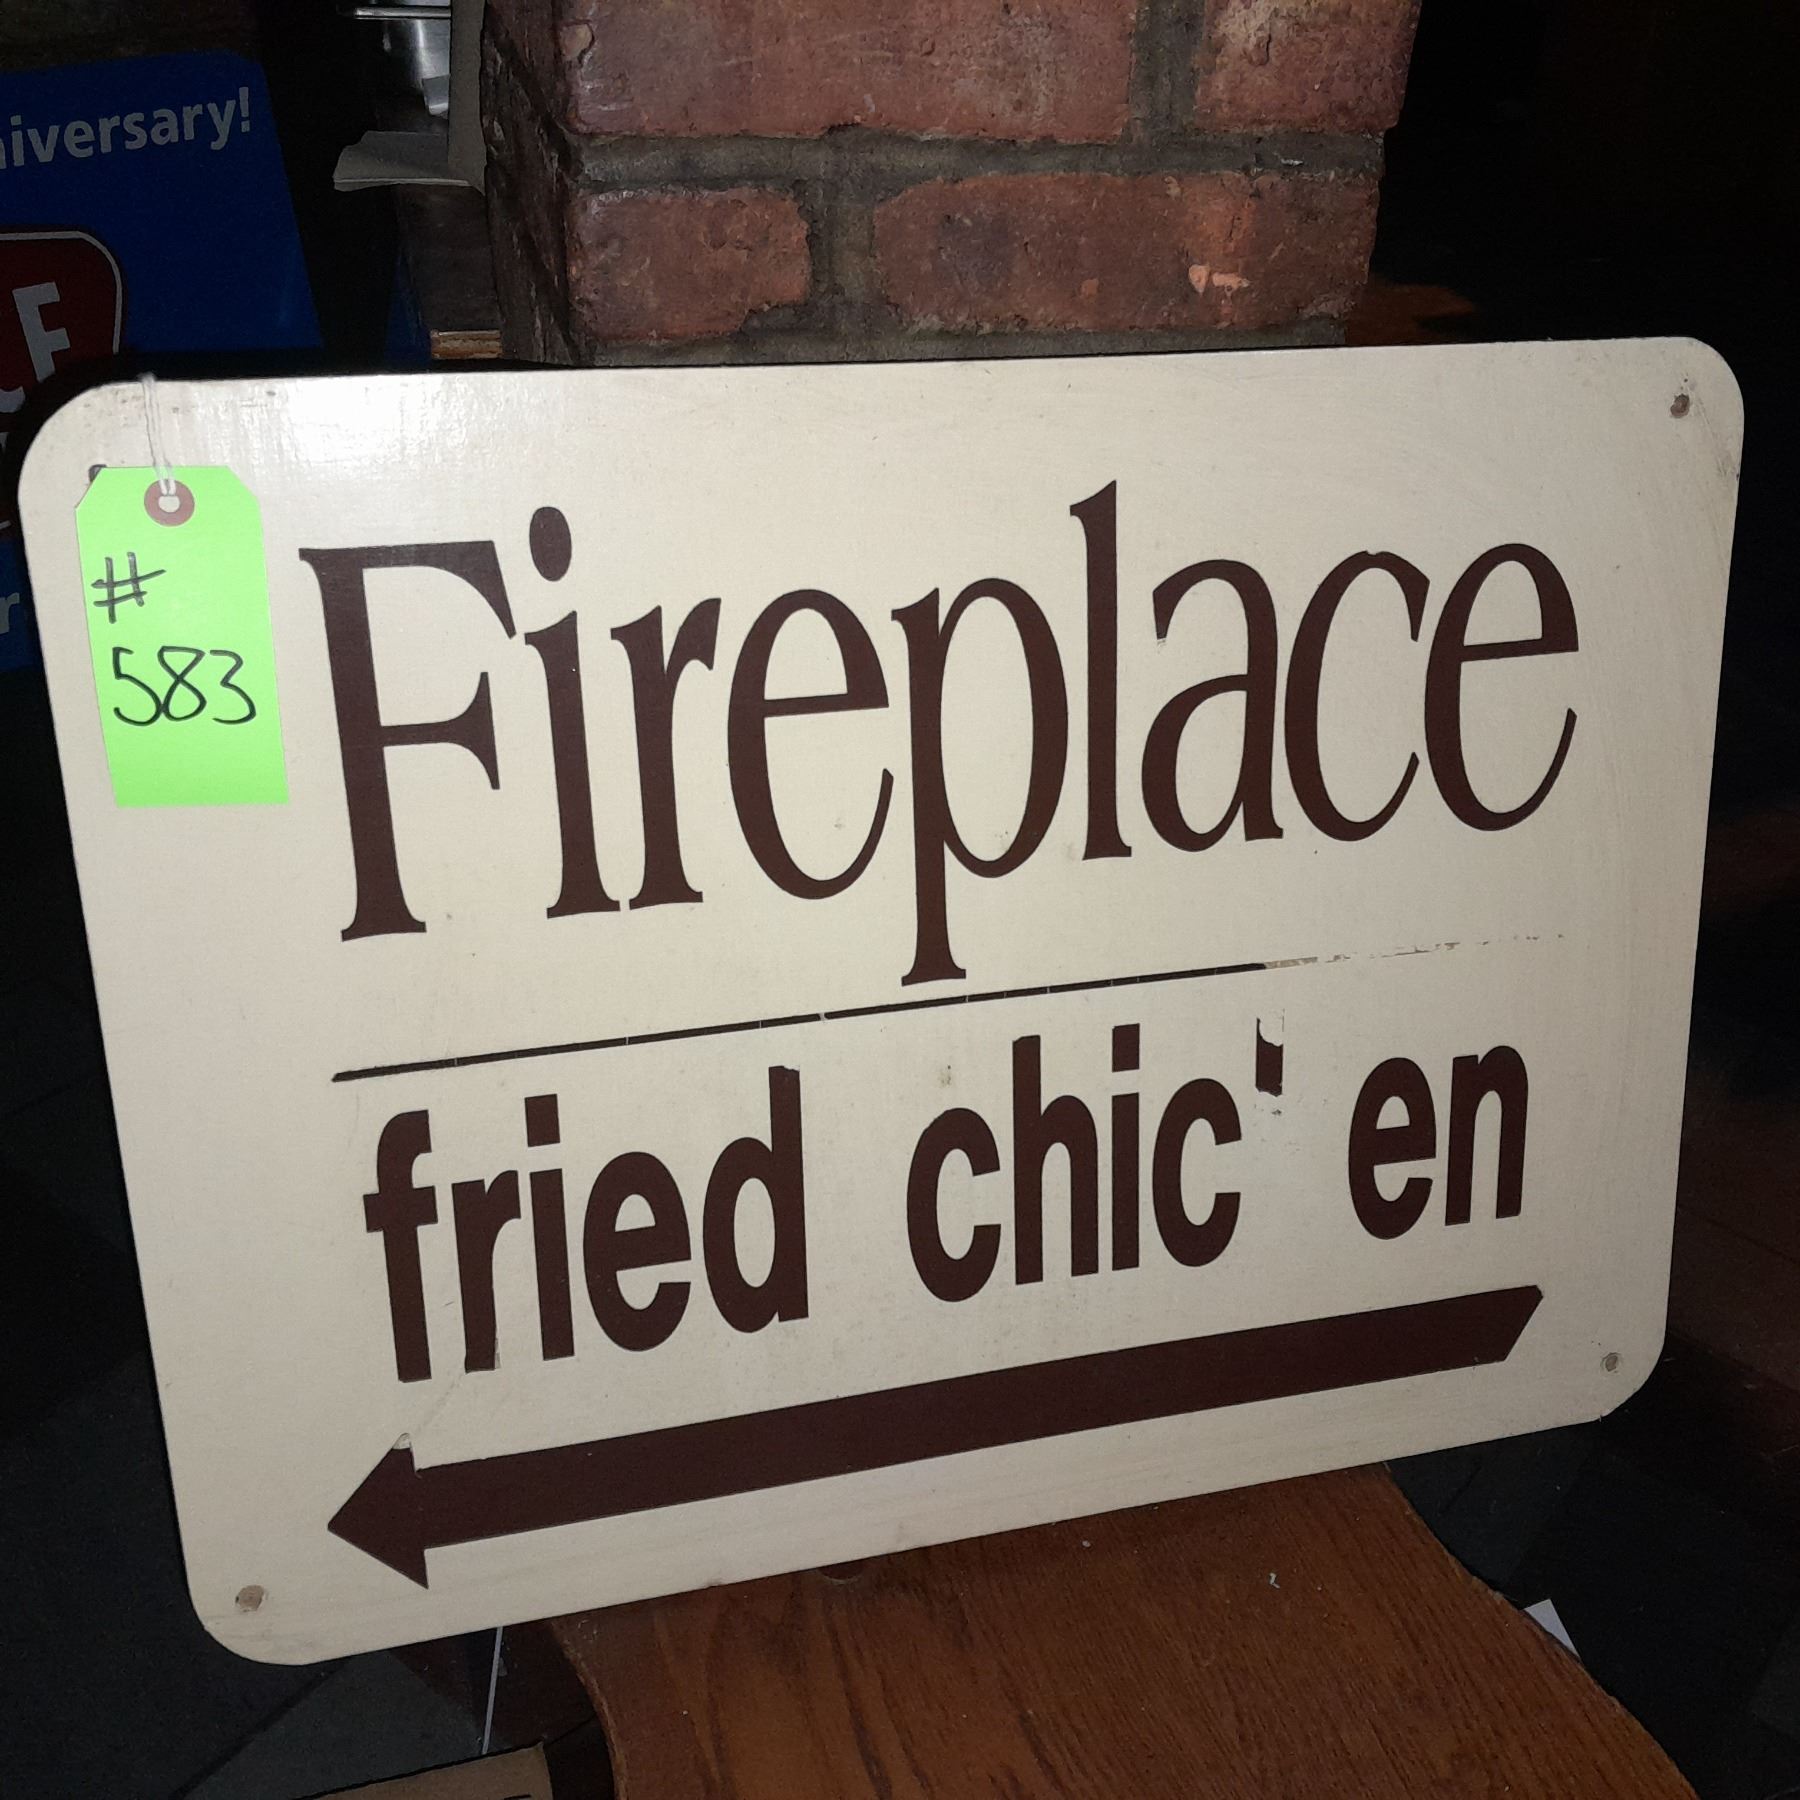 niversary!
#
583
Fireplace
fried chic' en